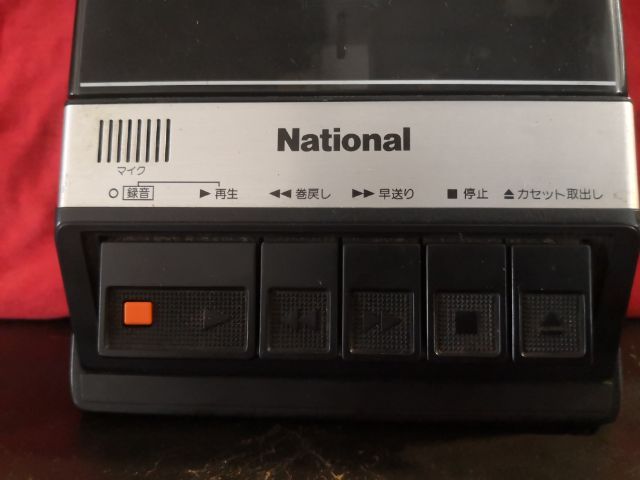 National
マイク
○ 録音 ▶ 再生 ◀◀ 巻戻し ▶▶ 早送り ■ 停止 ⏏ カセット取出し